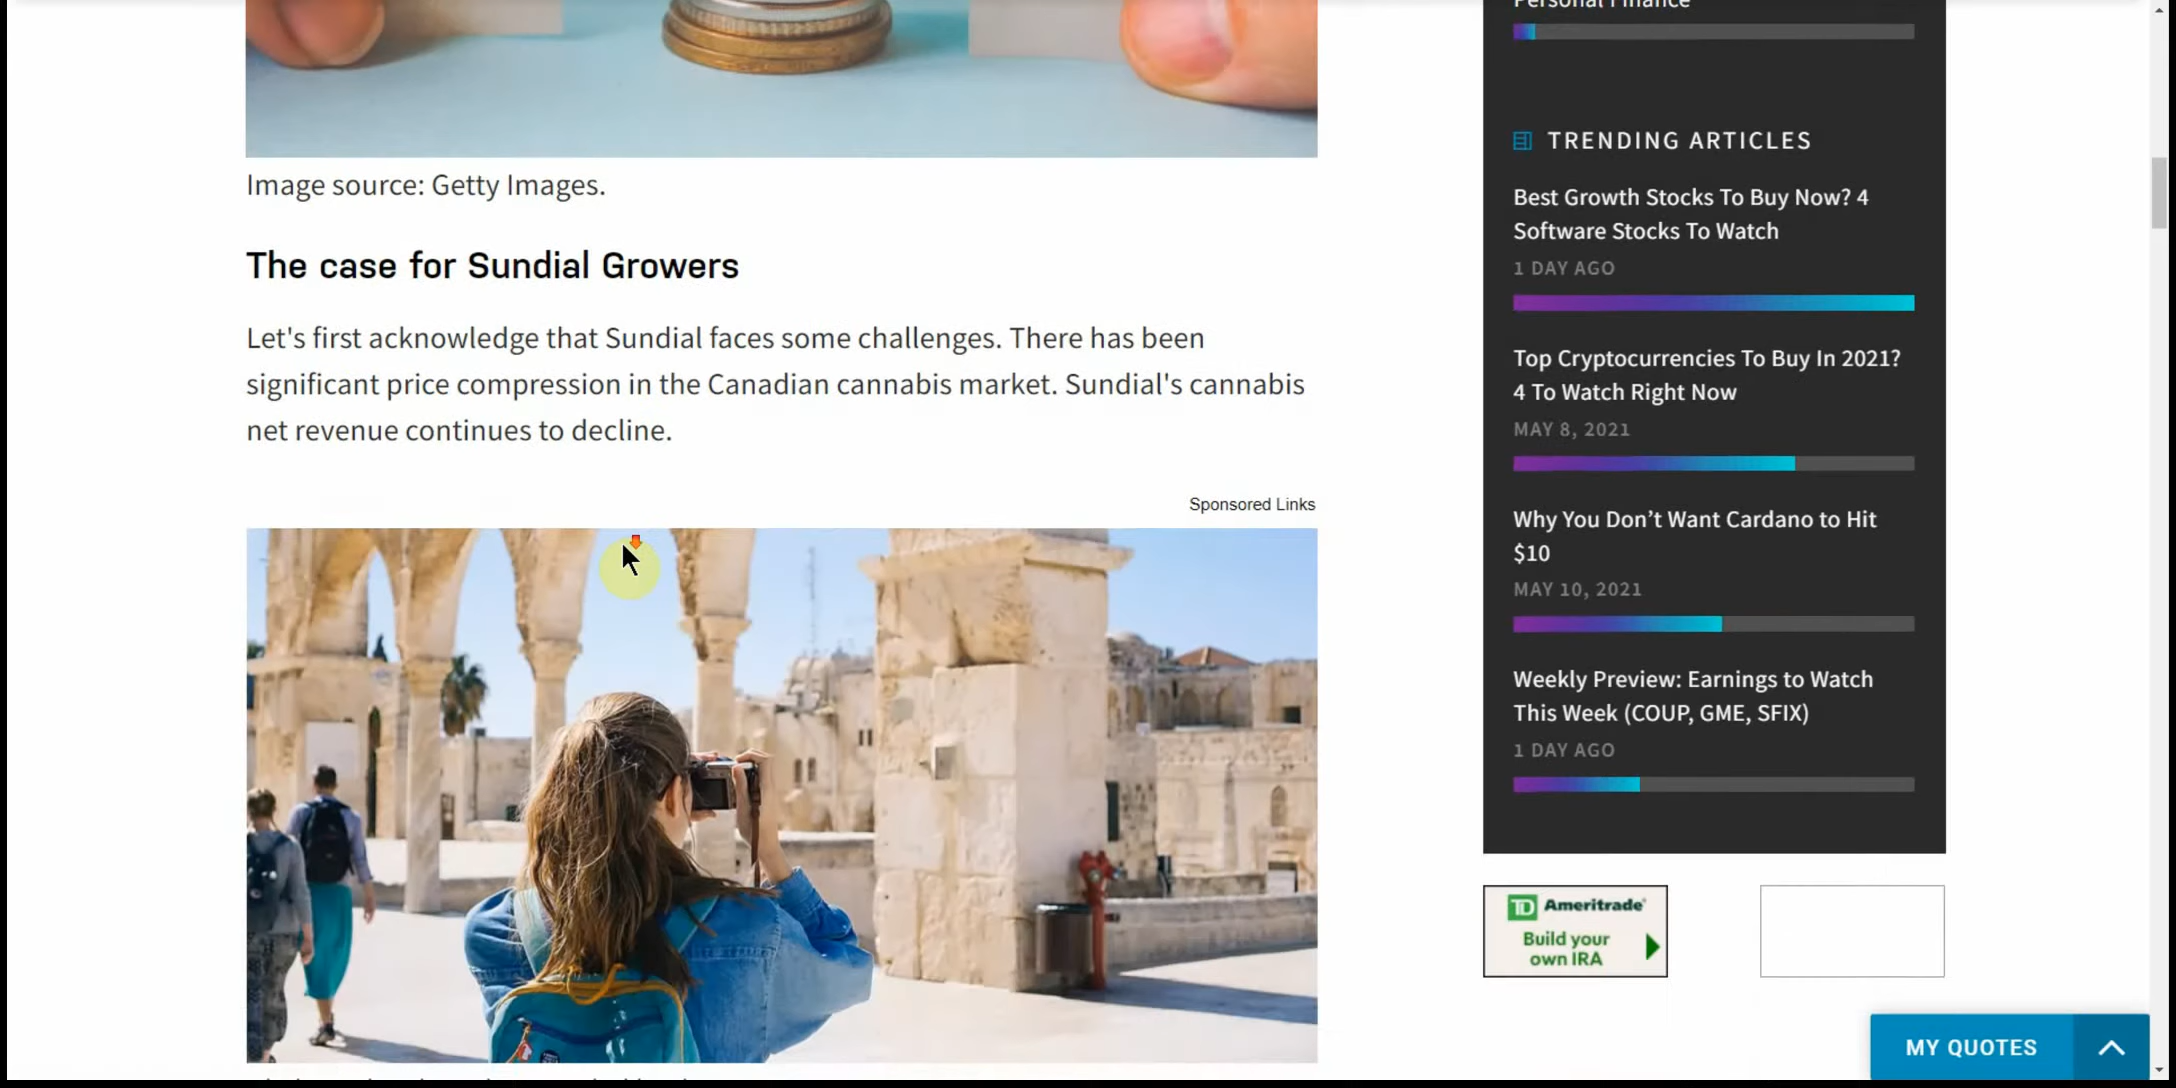 Image source: Getty Images.
The case for Sundial Growers
Let's first acknowledge that Sundial faces some challenges. There has been
significant price compression in the Canadian cannabis market. Sundial's cannabis
net revenue continues to decline.
Sponsored Links
Personal Finance
TRENDING ARTICLES
Best Growth Stocks To Buy Now? 4
Software Stocks To Watch
1 DAY AGO
Top Cryptocurrencies To Buy In 2021?
4 To Watch Right Now
MAY 8, 2021
Why You Don’t Want Cardano to Hit
$10
MAY 10, 2021
Weekly Preview: Earnings to Watch
This Week (COUP, GME, SFIX)
1 DAY AGO
TD Ameritrade
Build your
own IRA
MY QUOTES